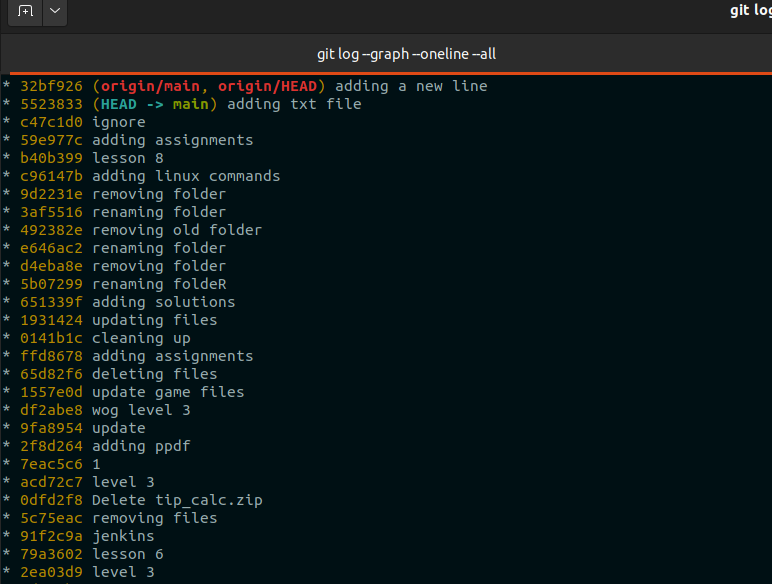 git log
git log --graph --oneline --all
* 32bf926 (origin/main, origin/HEAD) adding a new line
* 5523833 (HEAD -> main) adding txt file
* c47c1d0 ignore
* 59e977c adding assignments
* b40b399 lesson 8
* c96147b adding linux commands
* 9d2231e removing folder
* 3af5516 renaming folder
* 492382e removing old folder
* e646ac2 renaming folder
* d4eba8e removing folder
* 5b07299 renaming foldeR
* 651339f adding solutions
* 1931424 updating files
* 0141b1c cleaning up
* ffd8678 adding assignments
* 65d82f6 deleting files
* 1557e0d update game files
* df2abe8 wog level 3
* 9fa8954 update
* 2f8d264 adding ppdf
* 7eac5c6 1
* acd72c7 level 3
* 0dfd2f8 Delete tip_calc.zip
* 5c75eac removing files
* 91f2c9a jenkins
* 79a3602 lesson 6
* 2ea03d9 level 3